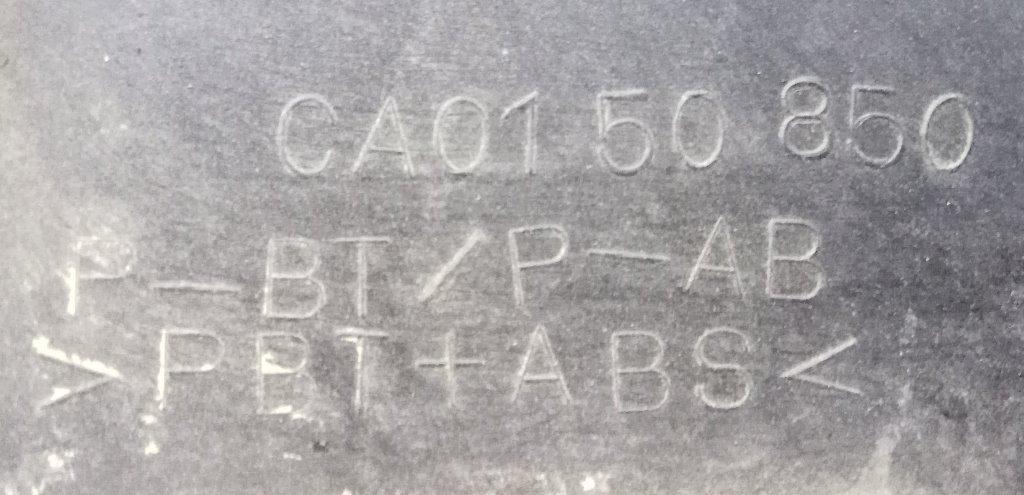 CA01 50 850
P-BT/P-AB
>PBT+ABS<